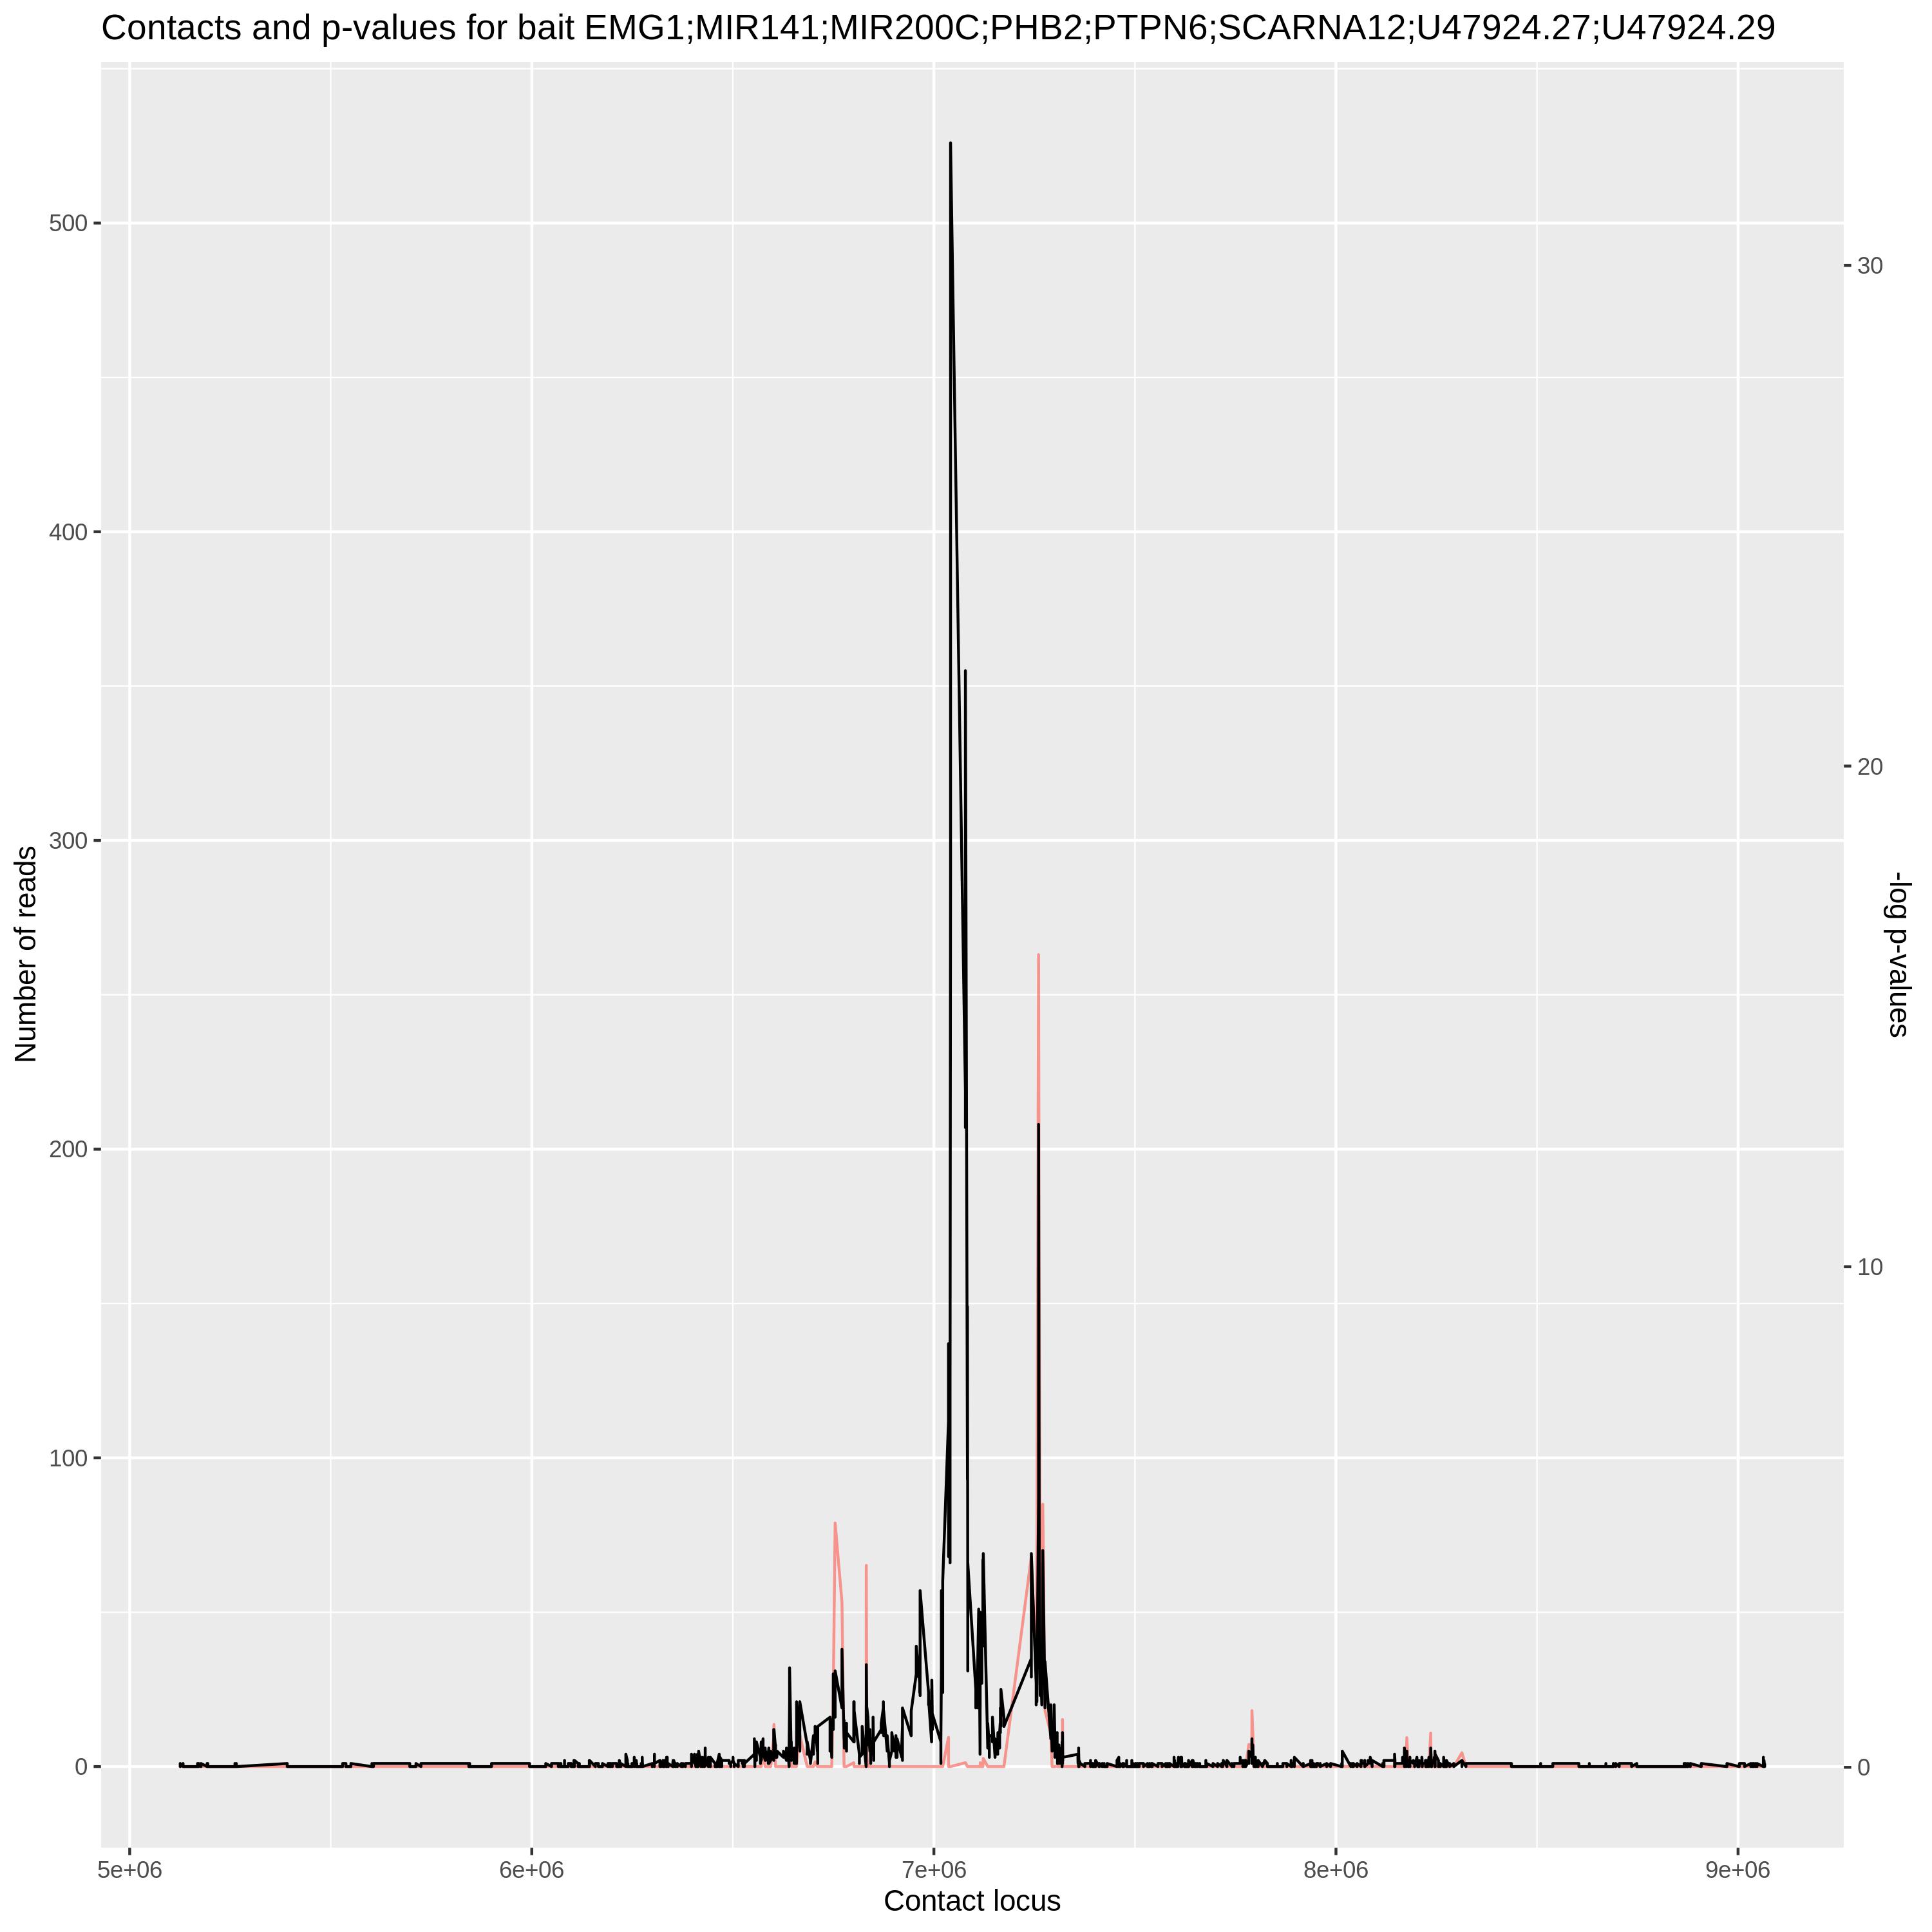 Contacts and p-values for bait EMG1;MIR141;MIR200C;PHB2;PTPN6;SCARNA12;U47924.27;U47924.29
500
400
300
200
100
0
Number of reads
30
20
10
0
-log p-values
5e+06
6e+06
7e+06
8e+06
9e+06
Contact locus